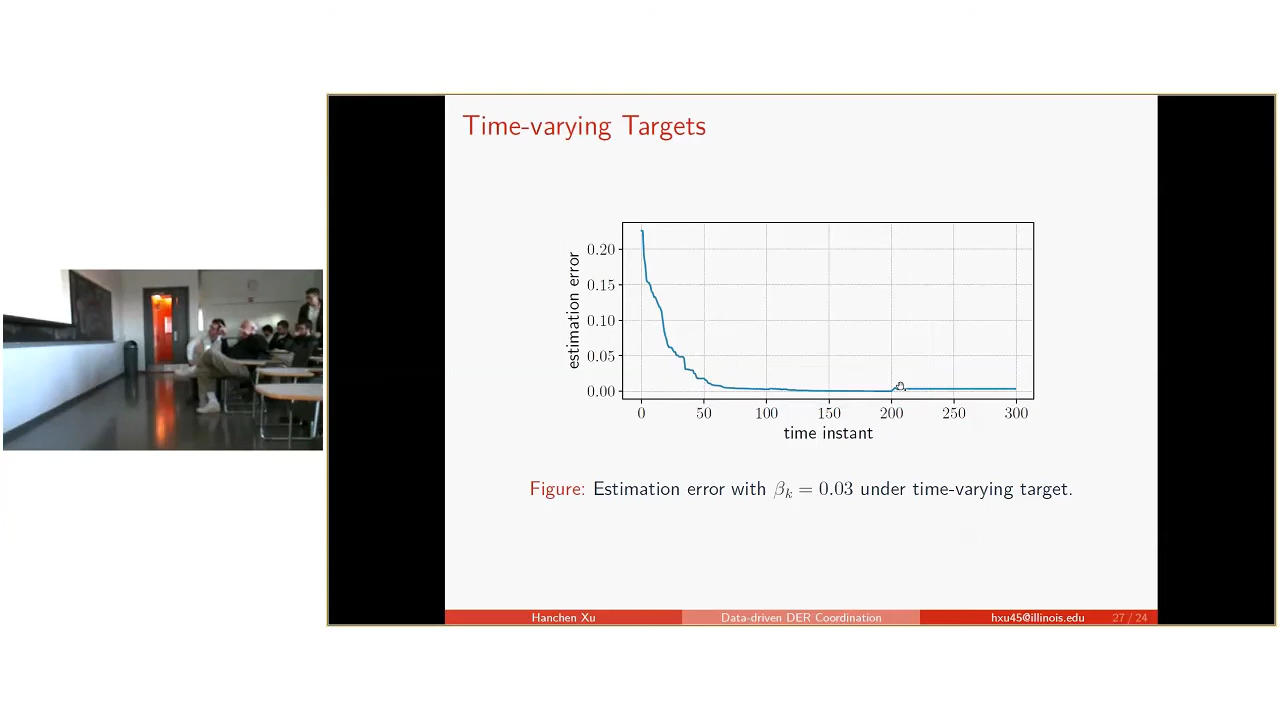 Time-varying Targets
estimation error
0.20
0.15
0.10
0.05
0.00
0 50 100 150 200 250 300
time instant
Figure: Estimation error with βk = 0.03 under time-varying target.
Hanchen Xu Data-driven DER Coordination hxu45@illinois.edu 27 / 24